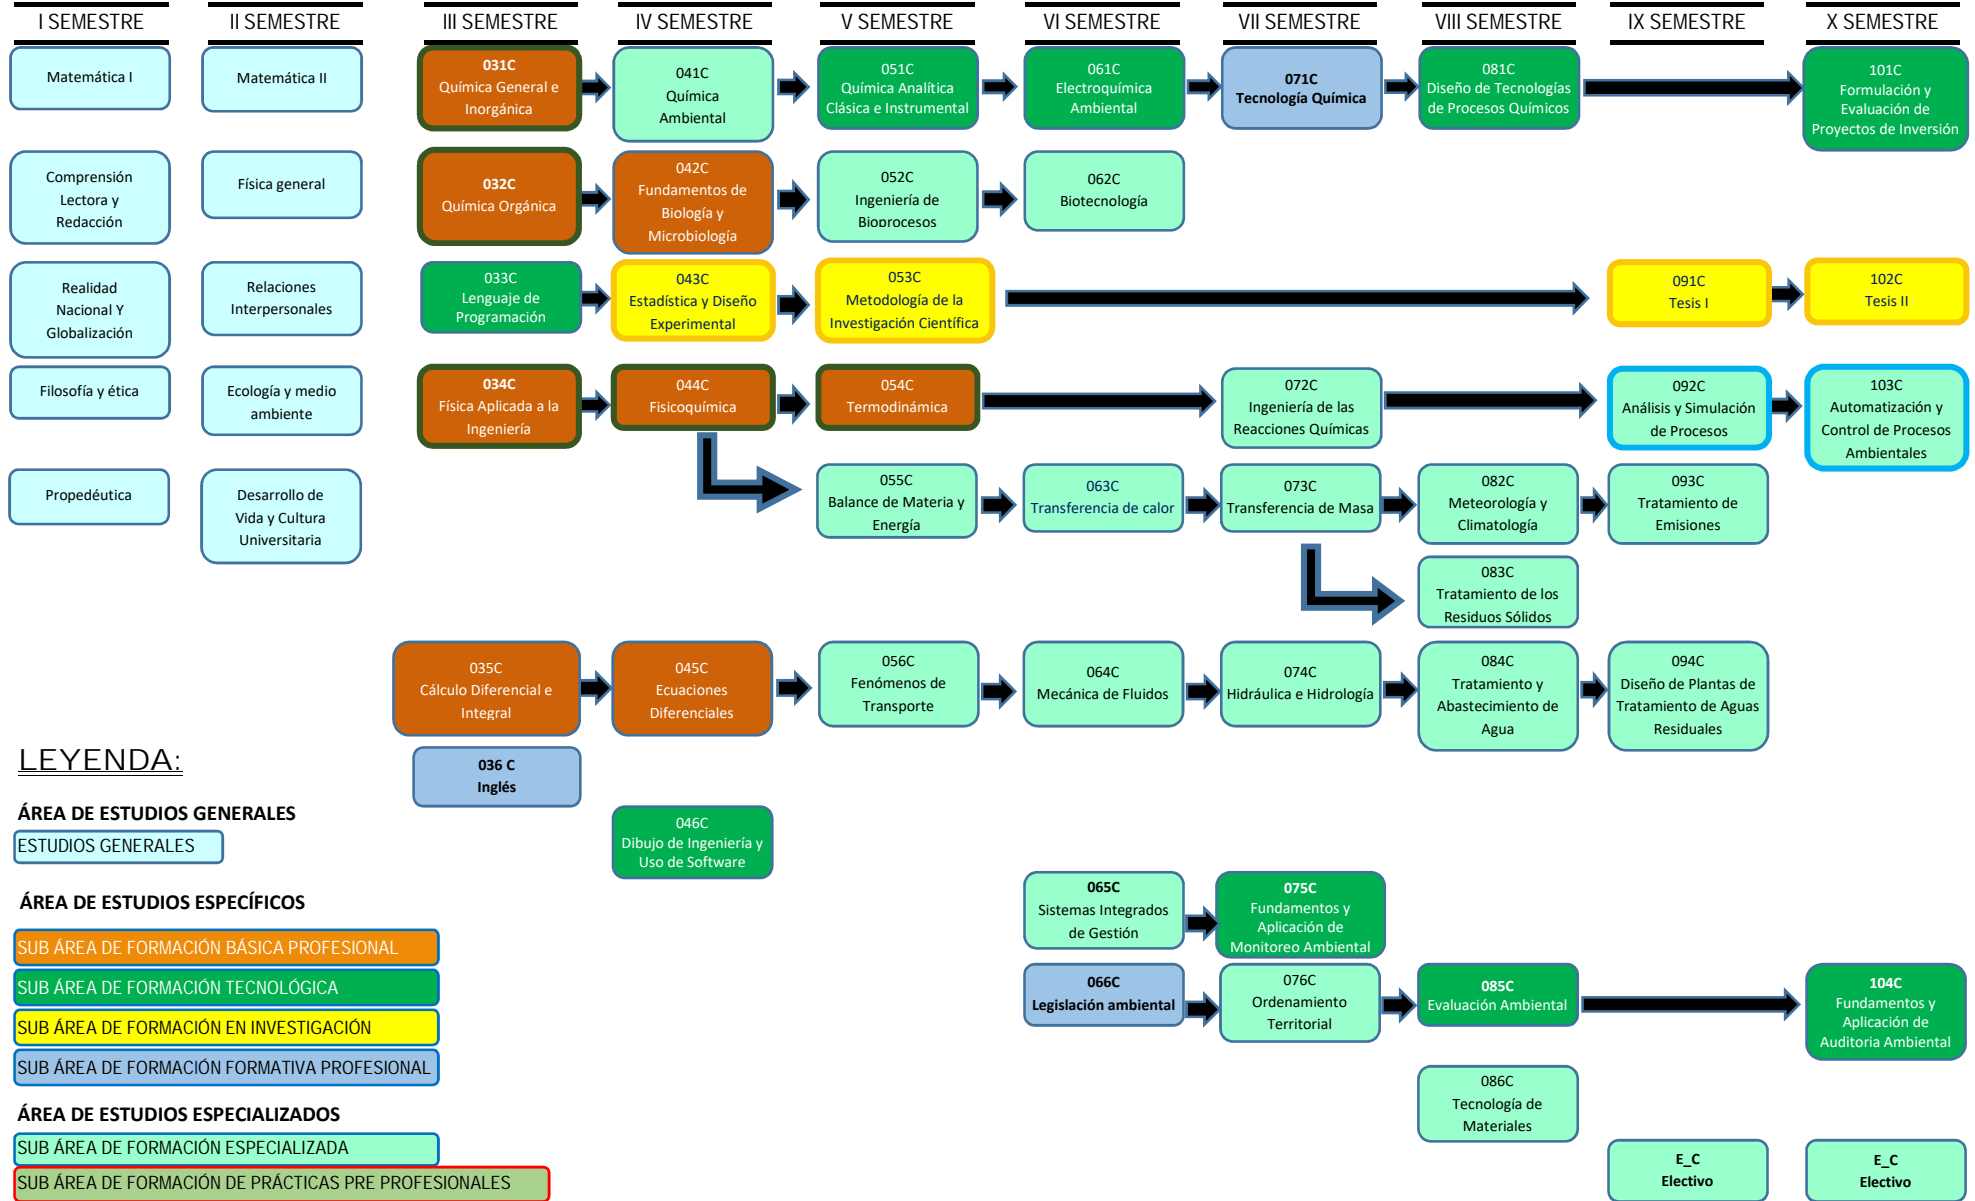 I SEMESTRE
II SEMESTRE
III SEMESTRE
IV SEMESTRE
V SEMESTRE
VI SEMESTRE
VII SEMESTRE
VIII SEMESTRE
IX SEMESTRE
X SEMESTRE
Matemática I
Matemática II
031C
Química General e
Inorgánica
041C
Química
Ambiental
051C
Química Analítica
Clásica e Instrumental
061C
Electroquímica
Ambiental
071C
Tecnología Química
081C
Diseño de Tecnologías
de Procesos Químicos
101C
Formulación y
Evaluación de
Proyectos de Inversión
Comprensión
Lectora y
Redacción
Física general
032C
Química Orgánica
042C
Fundamentos de
Biología y
Microbiología
052C
Ingeniería de
Bioprocesos
062C
Biotecnología
Realidad
Nacional Y
Globalización
Relaciones
Interpersonales
033C
Lenguaje de
Programación
043C
Estadística y Diseño
Experimental
053C
Metodología de la
Investigación Científica
091C
Tesis I
102C
Tesis II
Filosofía y ética
Ecología y medio
ambiente
034C
Física Aplicada a la
Ingeniería
044C
Fisicoquímica
054C
Termodinámica
072C
Ingeniería de las
Reacciones Químicas
092C
Análisis y Simulación
de Procesos
103C
Automatización y
Control de Procesos
Ambientales
Propedéutica
Desarrollo de
Vida y Cultura
Universitaria
055C
Balance de Materia y
Energía
063C
Transferencia de calor
073C
Transferencia de Masa
082C
Meteorología y
Climatología
093C
Tratamiento de
Emisiones
083C
Tratamiento de los
Residuos Sólidos
035C
Cálculo Diferencial e
Integral
045C
Ecuaciones
Diferenciales
056C
Fenómenos de
Transporte
064C
Mecánica de Fluidos
074C
Hidráulica e Hidrología
084C
Tratamiento y
Abastecimiento de
Agua
094C
Diseño de Plantas de
Tratamiento de Aguas
Residuales
036 C
Inglés
046C
Dibujo de Ingeniería y
Uso de Software
065C
Sistemas Integrados
de Gestión
075C
Fundamentos y
Aplicación de
Monitoreo Ambiental
066C
Legislación ambiental
076C
Ordenamiento
Territorial
085C
Evaluación Ambiental
104C
Fundamentos y
Aplicación de
Auditoria Ambiental
086C
Tecnología de
Materiales
E_C
Electivo
E_C
Electivo
LEYENDA:
ÁREA DE ESTUDIOS GENERALES
ESTUDIOS GENERALES
ÁREA DE ESTUDIOS ESPECÍFICOS
SUB ÁREA DE FORMACIÓN BÁSICA PROFESIONAL
SUB ÁREA DE FORMACIÓN TECNOLÓGICA
SUB ÁREA DE FORMACIÓN EN INVESTIGACIÓN
SUB ÁREA DE FORMACIÓN FORMATIVA PROFESIONAL
ÁREA DE ESTUDIOS ESPECIALIZADOS
SUB ÁREA DE FORMACIÓN ESPECIALIZADA
SUB ÁREA DE FORMACIÓN DE PRÁCTICAS PRE PROFESIONALES